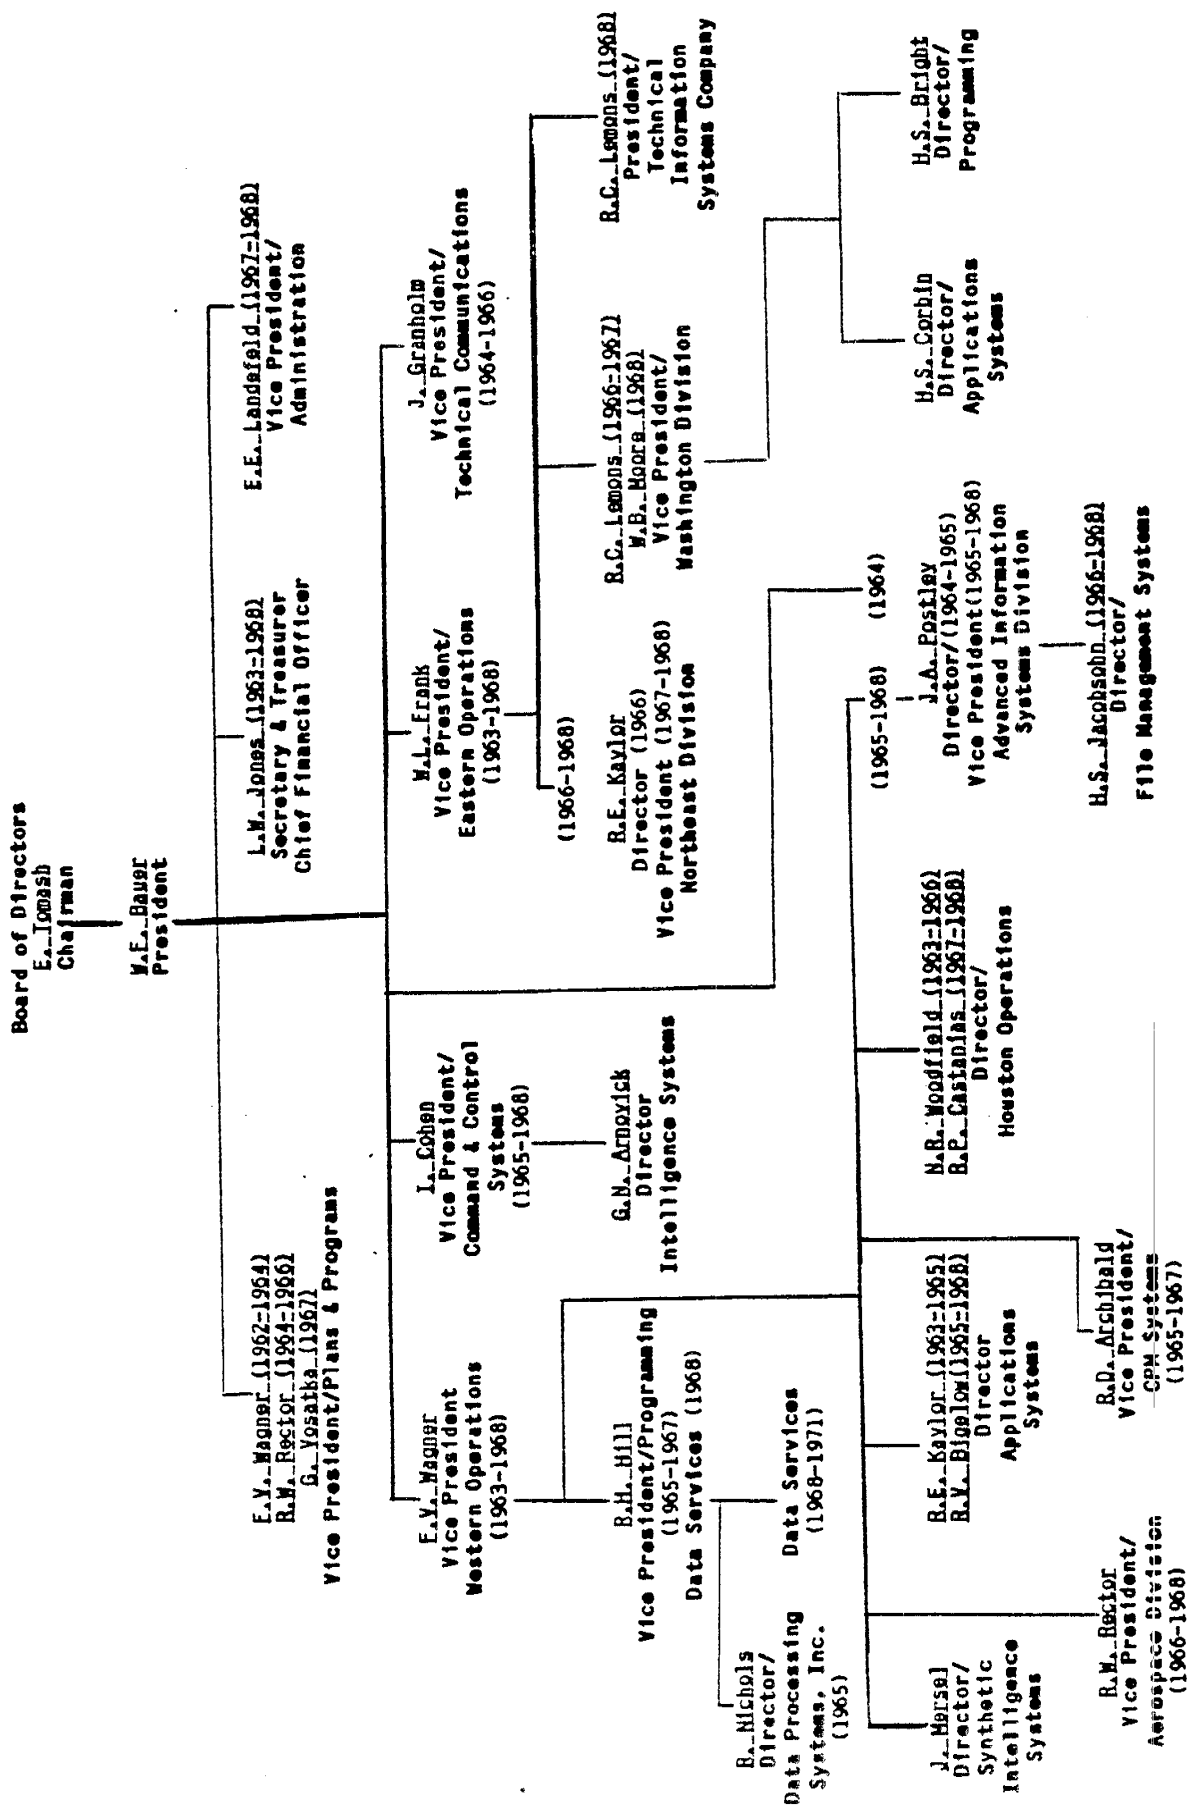 Board of Directors
E. Tomash
Chairman
W.F. Bauer
President
F.V. Wagner (1962-1964)
R.W. Rector (1964-1966)
G. Vosatka (1967)
Vice President/Plans & Programs
L.W. Jones (1963-1968)
Secretary & Treasurer
Chief Financial Officer
E.E. Landefeld (1967-1968)
Vice President/
Administration
F.V. Wagner
Vice President
Western Operations
(1963-1968)
I. Cohen
Vice President/
Command & Control
Systems
(1965-1968)
W.L. Frank
Vice President/
Eastern Operations
(1963-1968)
J. Granholm
Vice President/
Technical Communications
(1964-1966)
R.H. Hill
Vice President/Programming
(1965-1967)
Data Services (1968)
G.N. Arnovick
Director
Intelligence Systems
(1966-1968)
R.E. Kaylor
Director (1966)
Vice President (1967-1968)
Northeast Division
R.C. Lemons (1966-1967)
W.B. Moore (1968)
Vice President/
Washington Division
R.C. Lemons (1968)
President/
Technical
Information
Systems Company
B. Nichols
Director/
Data Processing
Systems, Inc.
(1965)
Data Services
(1968-1971)
(1965-1968)
(1964)
J. Mersel
Director/
Synthetic
Intelligence
Systems
R.E. Kaylor (1963-1965)
R.V. Bigelow (1965-1968)
Director
Applications
Systems
N.R. Woodfield (1963-1966)
R.P. Castanias (1967-1968)
Director/
Houston Operations
J.A. Postley
Director/(1964-1965)
Vice President(1965-1968)
Advanced Information
Systems Division
H.S. Corbin
Director/
Applications
Systems
H.S. Bright
Director/
Programming
R.W. Rector
Vice President/
Aerospace Division
(1966-1968)
R.D. Archibald
Vice President/
CPM Systems
(1965-1967)
H.S. Jacobsohn (1966-1968)
Director/
File Management Systems